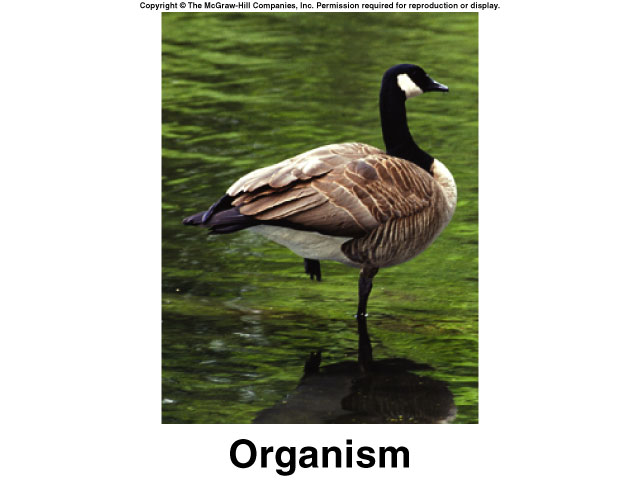 Copyright © The McGraw-Hill Companies, Inc. Permission required for reproduction or display.
Organism